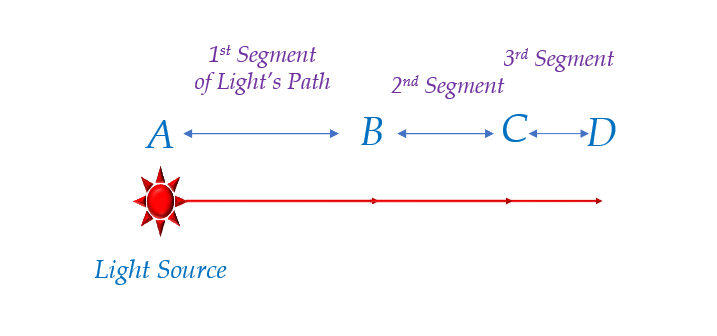 1st Segment
of Light's Path
2nd Segment
3rd Segment
A B C D
Light Source